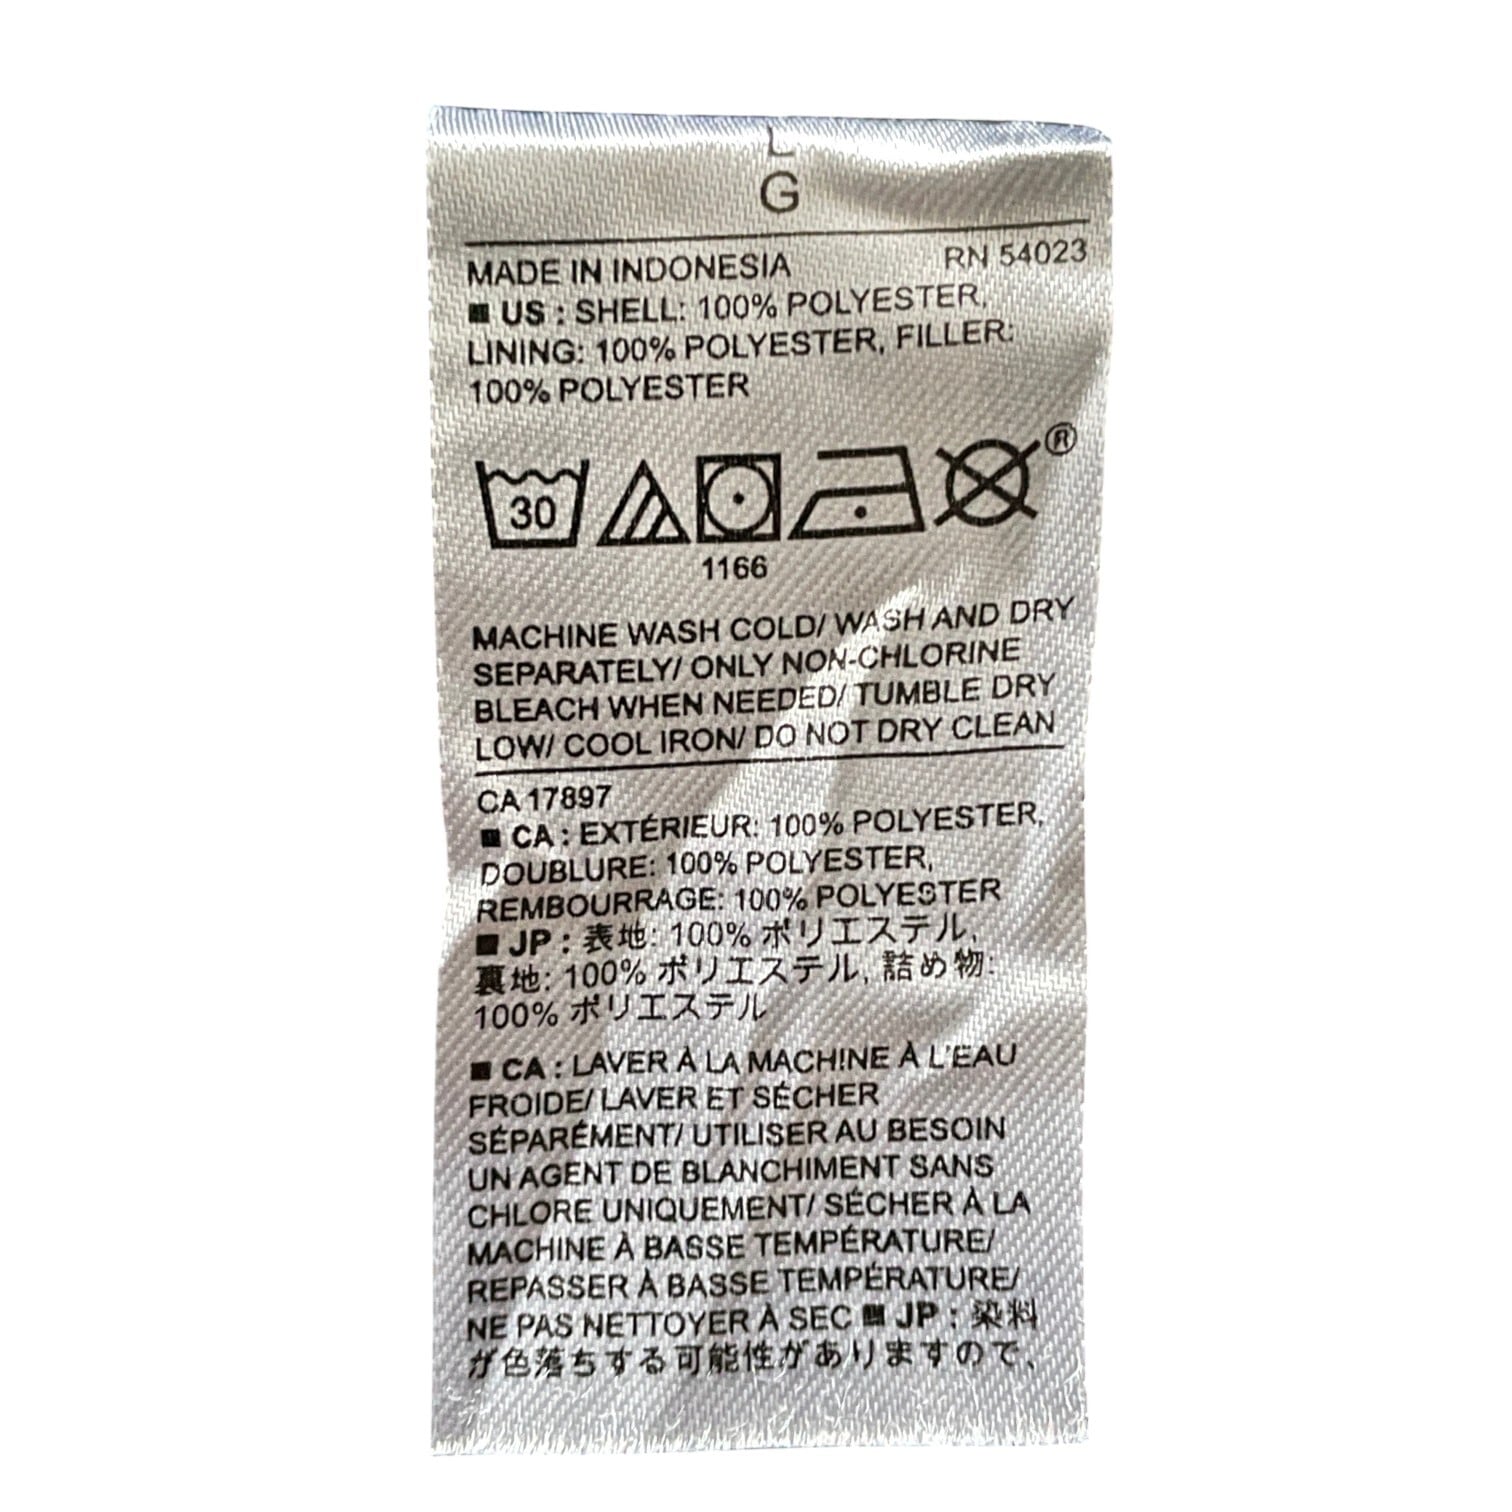 L
G
MADE IN INDONESIA RN 54023
■ US : SHELL: 100% POLYESTER,
LINING: 100% POLYESTER, FILLER:
100% POLYESTER
30
®
1166
MACHINE WASH COLD/ WASH AND DRY
SEPARATELY/ ONLY NON-CHLORINE
BLEACH WHEN NEEDED/ TUMBLE DRY
LOW/ COOL IRON/ DO NOT DRY CLEAN
CA 17897
■ CA : EXTÉRIEUR: 100% POLYESTER,
DOUBLURE: 100% POLYESTER,
REMBOURRAGE: 100% POLYESTER
■ JP : 表地: 100% ポリエステル,
裏地: 100% ポリエステル, 詰め物:
100% ポリエステル
■ CA : LAVER À LA MACHINE À L'EAU
FROIDE/ LAVER ET SÉCHER
SÉPARÉMENT/ UTILISER AU BESOIN
UN AGENT DE BLANCHIMENT SANS
CHLORE UNIQUEMENT/ SÉCHER À LA
MACHINE À BASSE TEMPÉRATURE/
REPASSER À BASSE TEMPÉRATURE/
NE PAS NETTOYER À SEC ■ JP : 染料
が色落ちする可能性がありますので、